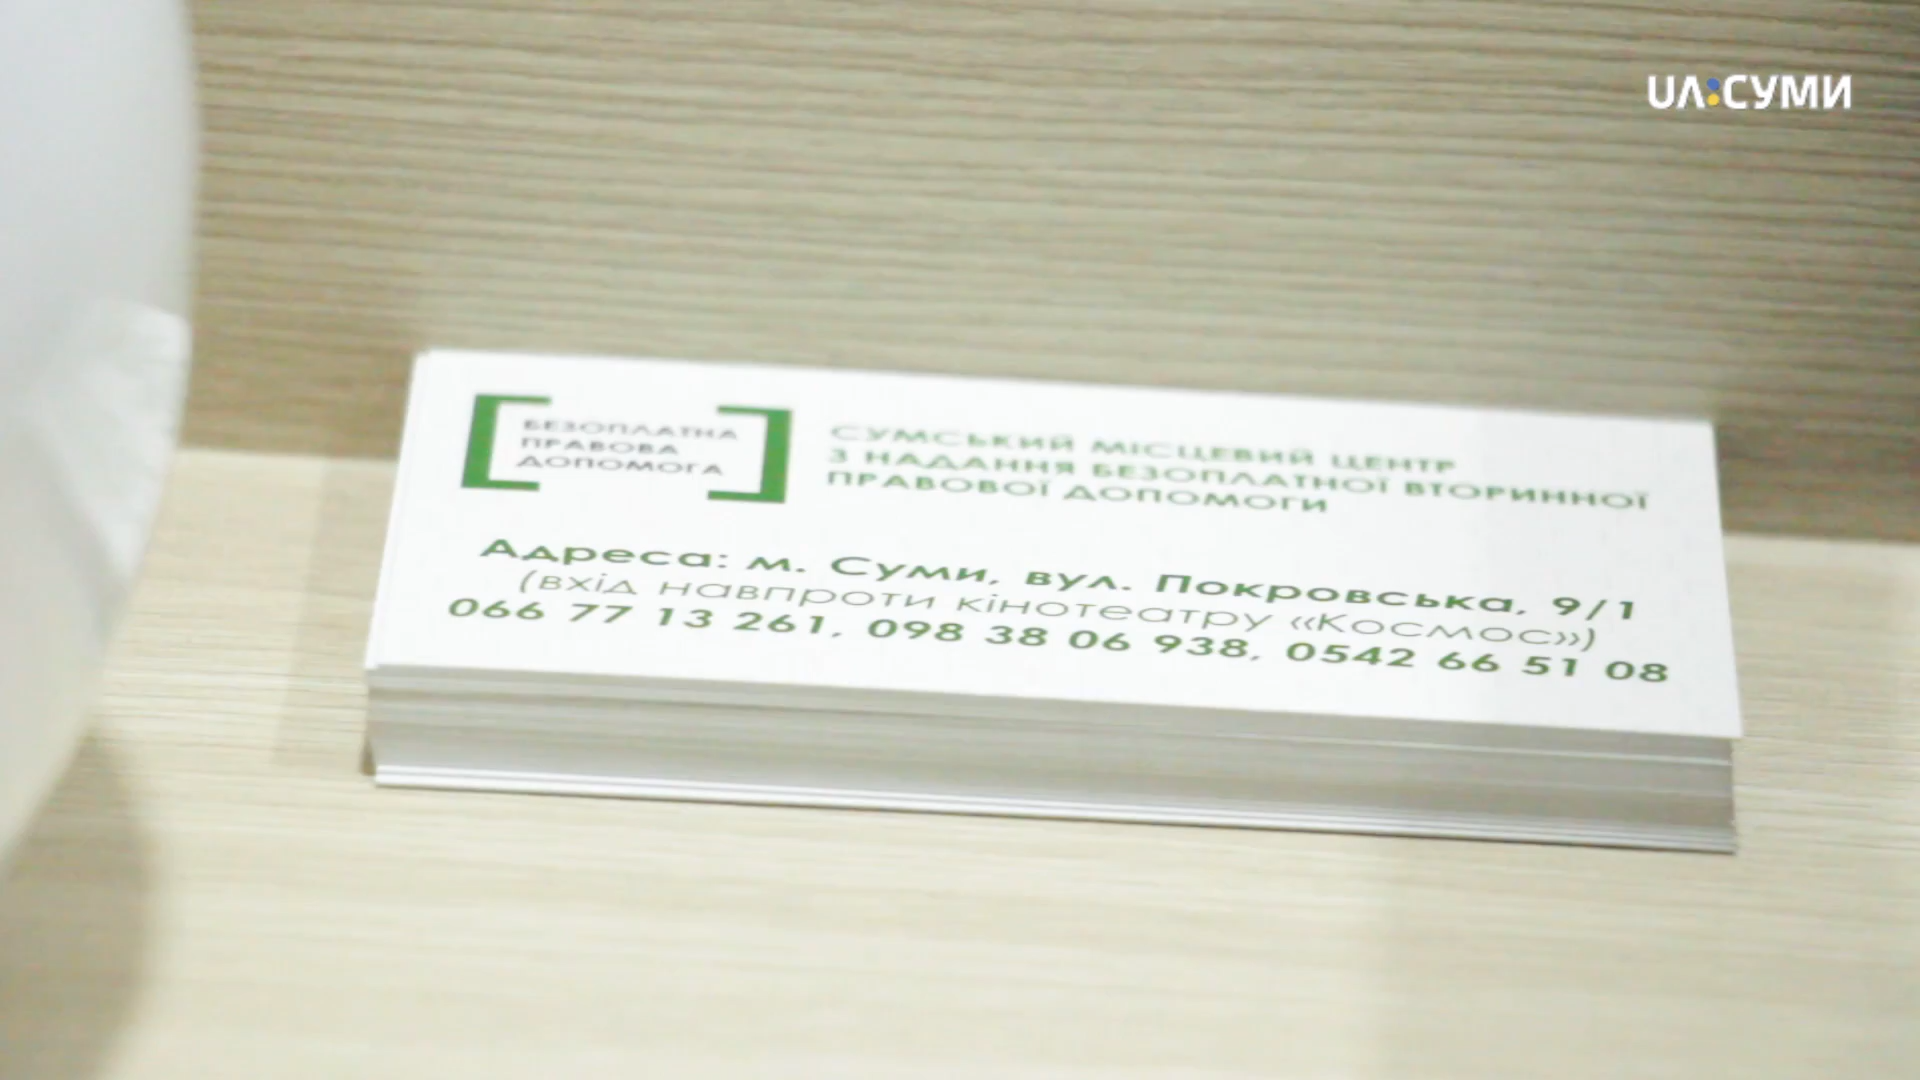 UA:СУМИ
БЕЗОПЛАТНА
ПРАВОВА
ДОПОМОГА
СУМСЬКИЙ МІСЦЕВИЙ ЦЕНТР
З НАДАННЯ БЕЗОПЛАТНОЇ ВТОРИННОЇ
ПРАВОВОЇ ДОПОМОГИ
Адреса: м. Суми, вул. Покровська, 9/1
(вхід навпроти кінотеатру «Космос»)
066 77 13 261, 098 38 06 938, 0542 66 51 08